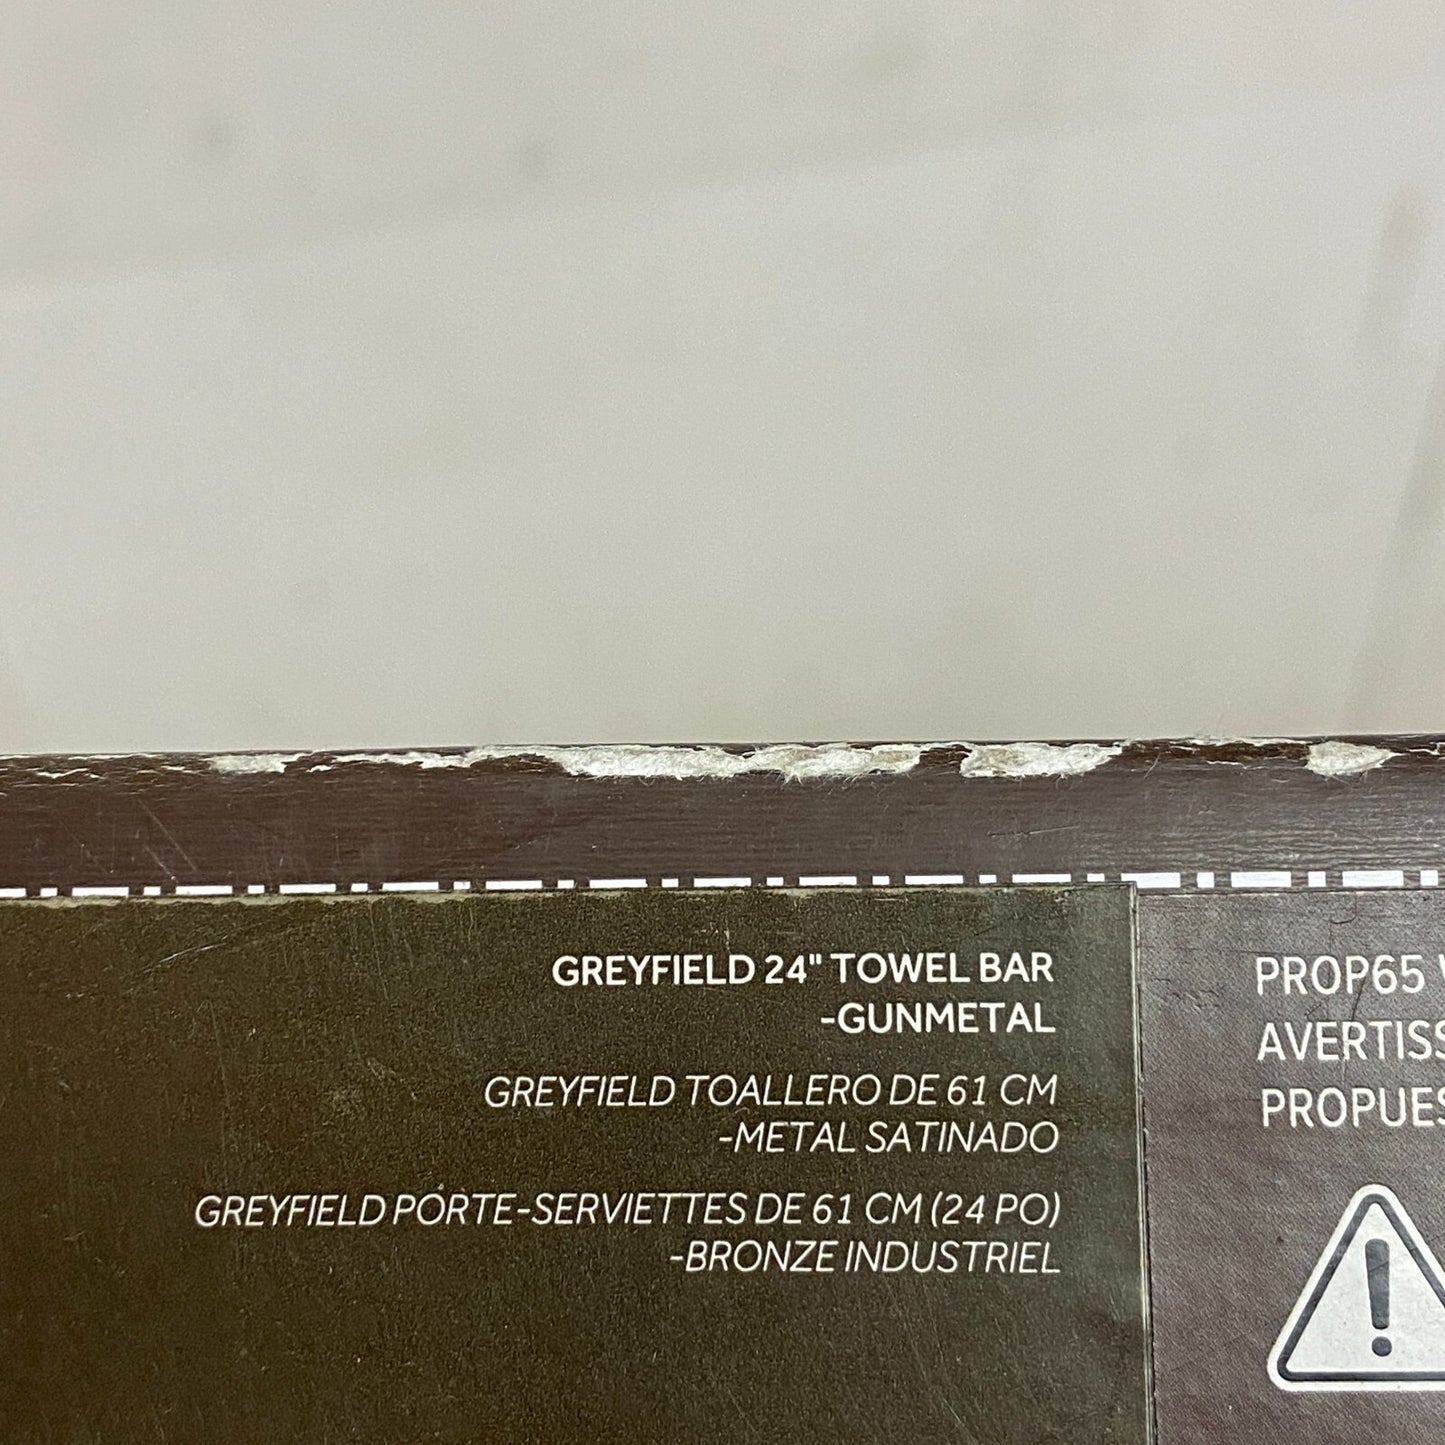 GREYFIELD 24" TOWEL BAR
-GUNMETAL
GREYFIELD TOALLERO DE 61 CM
-METAL SATINADO
GREYFIELD PORTE-SERVIETTES DE 61 CM (24 PO)
-BRONZE INDUSTRIEL
PROP65